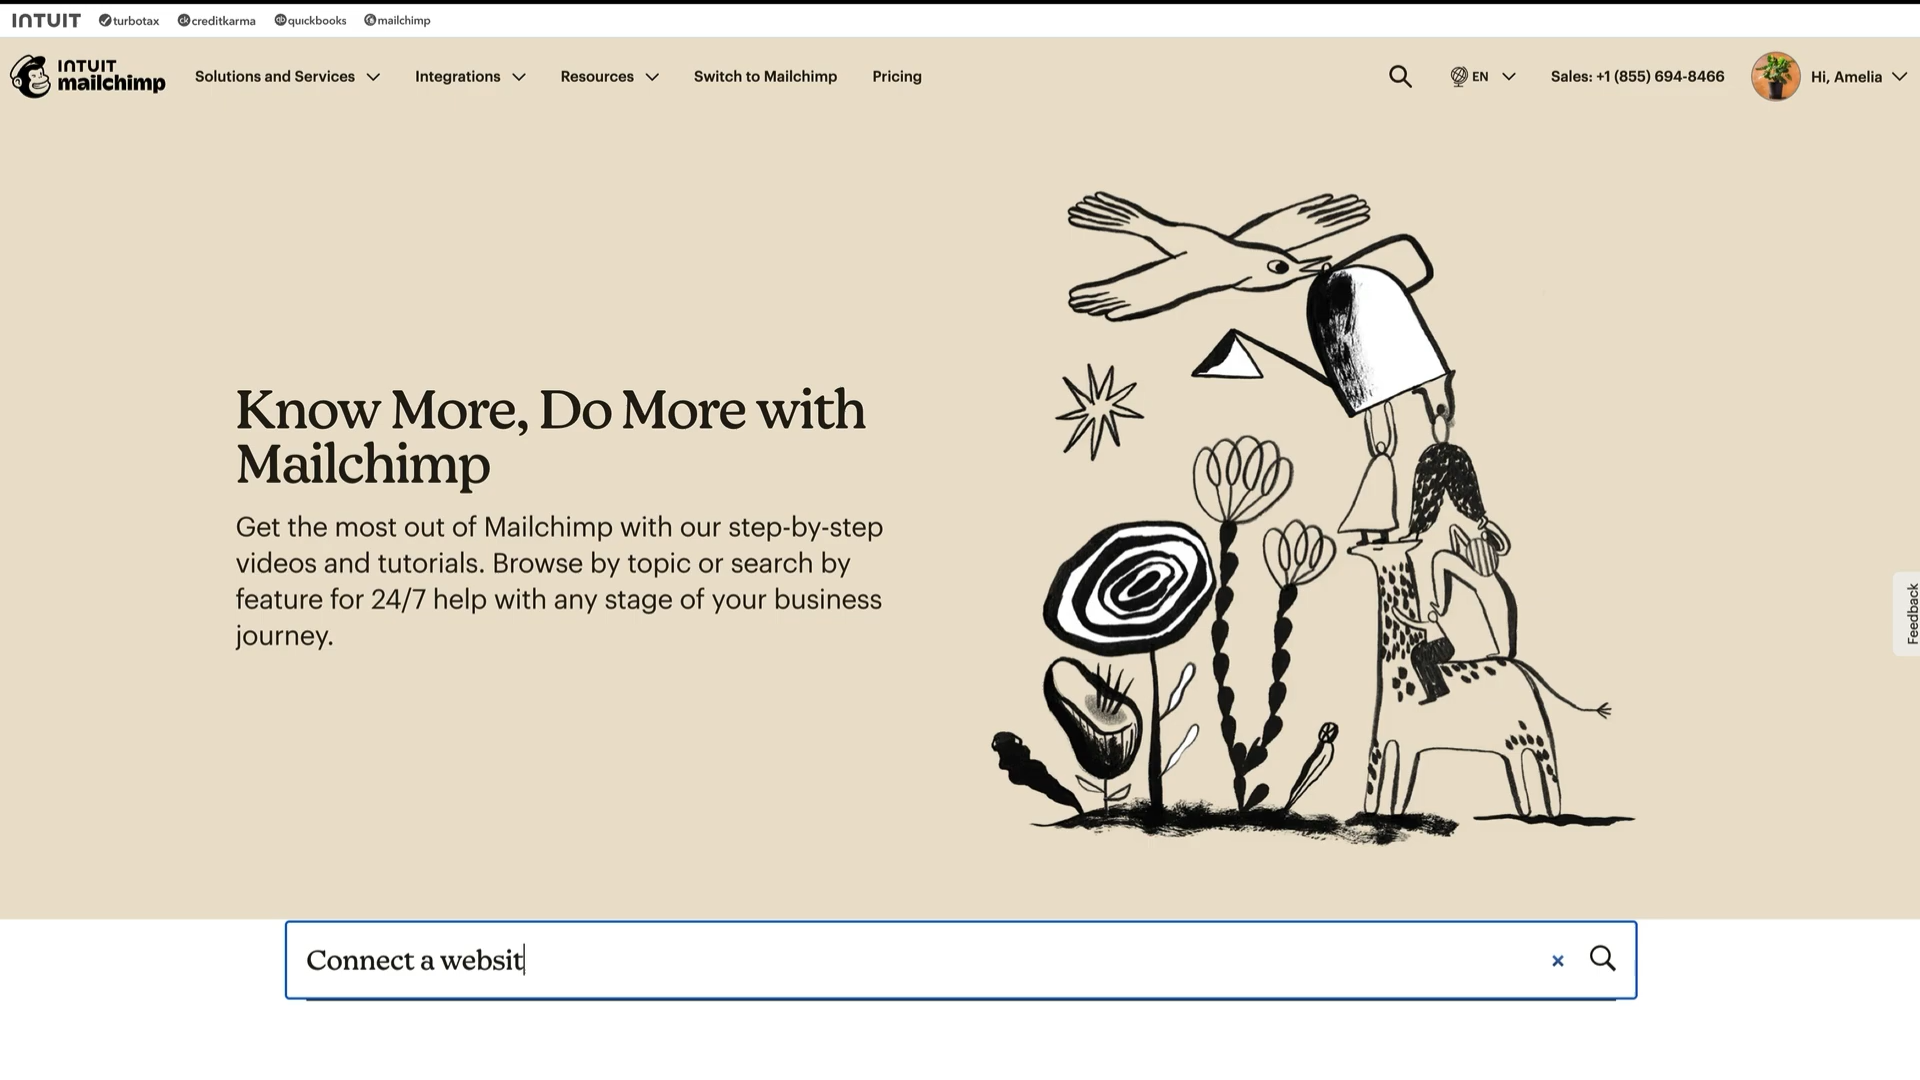 INTUIT turbotax creditkarma quickbooks mailchimp
INTUIT
mailchimp
Solutions and Services Integrations Resources Switch to Mailchimp Pricing EN Sales: +1 (855) 694-8466 Hi, Amelia
Know More, Do More with
Mailchimp
Get the most out of Mailchimp with our step-by-step
videos and tutorials. Browse by topic or search by
feature for 24/7 help with any stage of your business
journey.
Feedback
Connect a websit